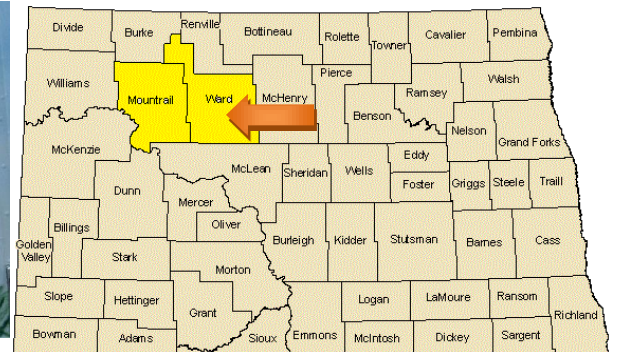 Divide
Burke
Renville
Bottineau
Rolette
Towner
Cavalier
Pembina
Williams
Mountrail
Ward
McHenry
Pierce
Ramsey
Walsh
Benson
Nelson
Grand Forks
McKenzie
McLean
Sheridan
Wells
Eddy
Foster
Griggs
Steele
Traill
Dunn
Mercer
Oliver
Billings
Golden
Valley
Stark
Morton
Burleigh
Kidder
Stutsman
Barnes
Cass
Slope
Hettinger
Grant
Logan
LaMoure
Ransom
Richland
Bowman
Adams
Sioux
Emmons
McIntosh
Dickey
Sargent